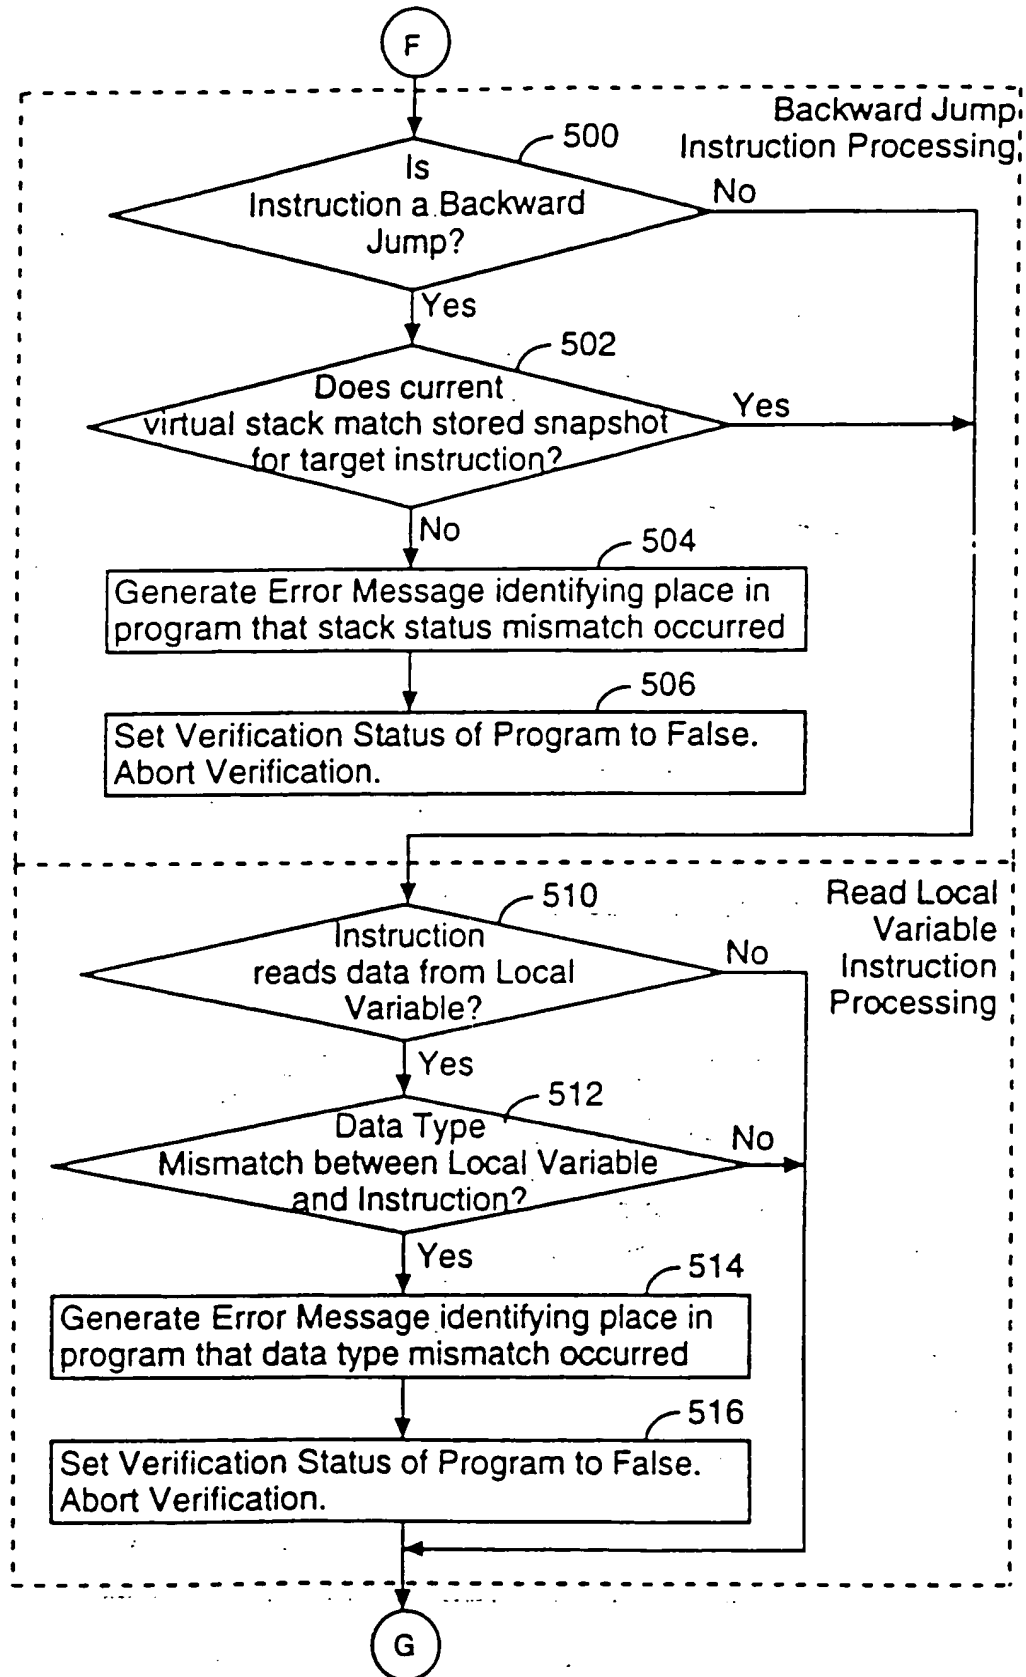 F
Backward Jump
Instruction Processing
500
Is
Instruction a Backward
Jump?
No
Yes
502
Does current
virtual stack match stored snapshot
for target instruction?
Yes
No
504
Generate Error Message identifying place in
program that stack status mismatch occurred
506
Set Verification Status of Program to False.
Abort Verification.
510
Read Local
Variable
Instruction
Processing
Instruction
reads data from Local
Variable?
No
Yes
512
Data Type
Mismatch between Local Variable
and Instruction?
No
Yes
514
Generate Error Message identifying place in
program that data type mismatch occurred
516
Set Verification Status of Program to False.
Abort Verification.
G